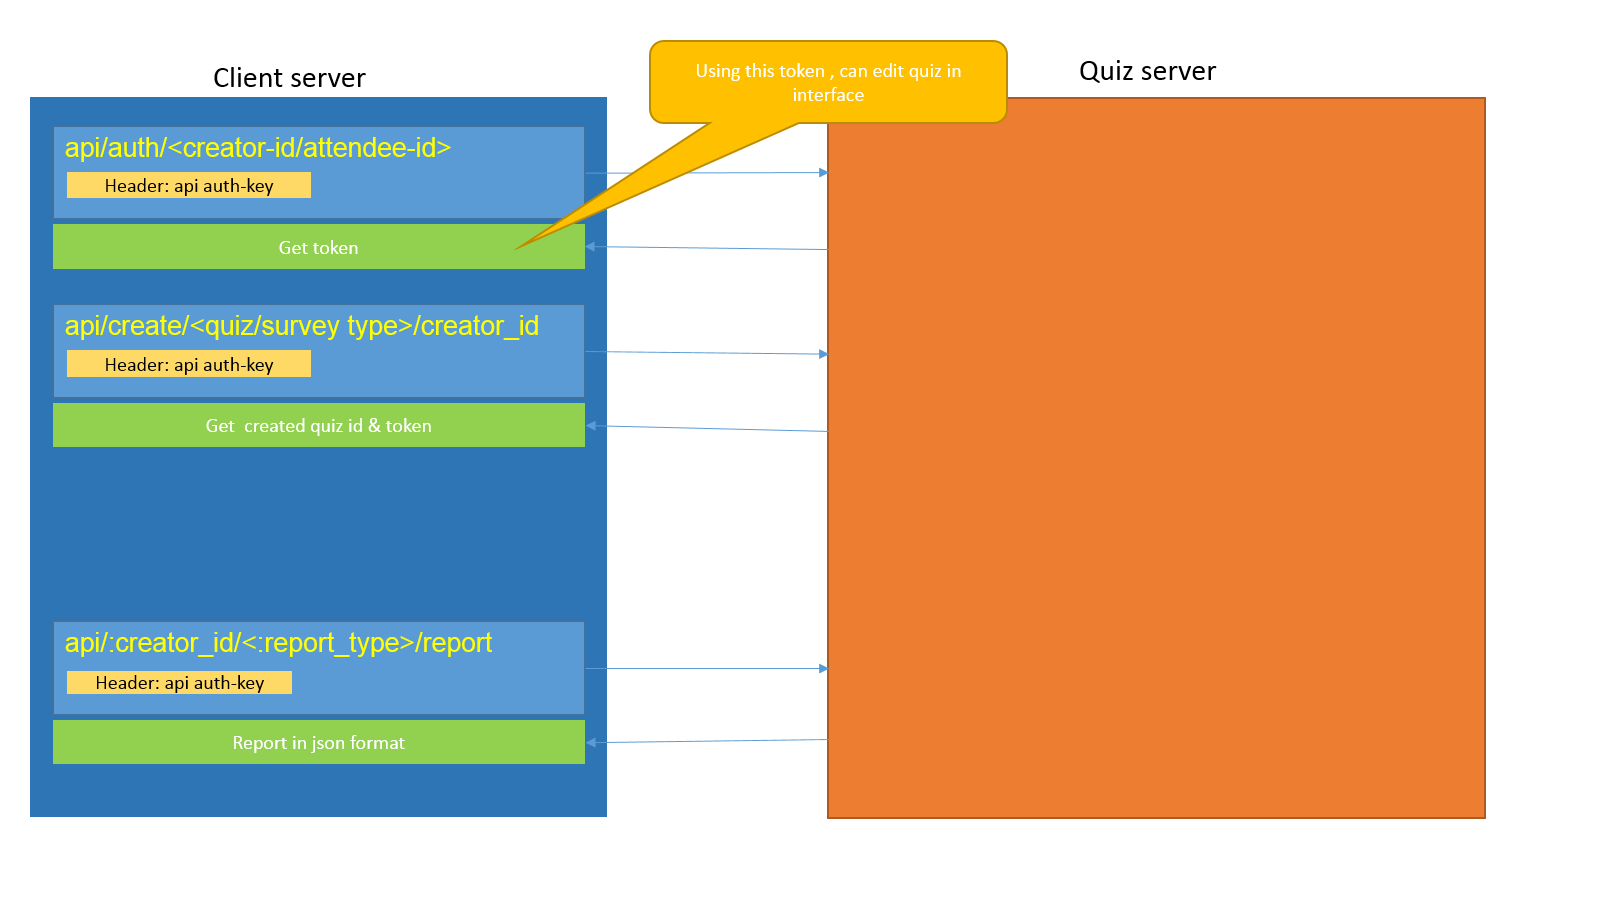 Client server
Using this token , can edit quiz in
interface
Quiz server
api/auth/<creator-id/attendee-id>
Header: api auth-key
Get token
api/create/<quiz/survey type>/creator_id
Header: api auth-key
Get  created quiz id & token
api/:creator_id/<:report_type>/report
Header: api auth-key
Report in json format